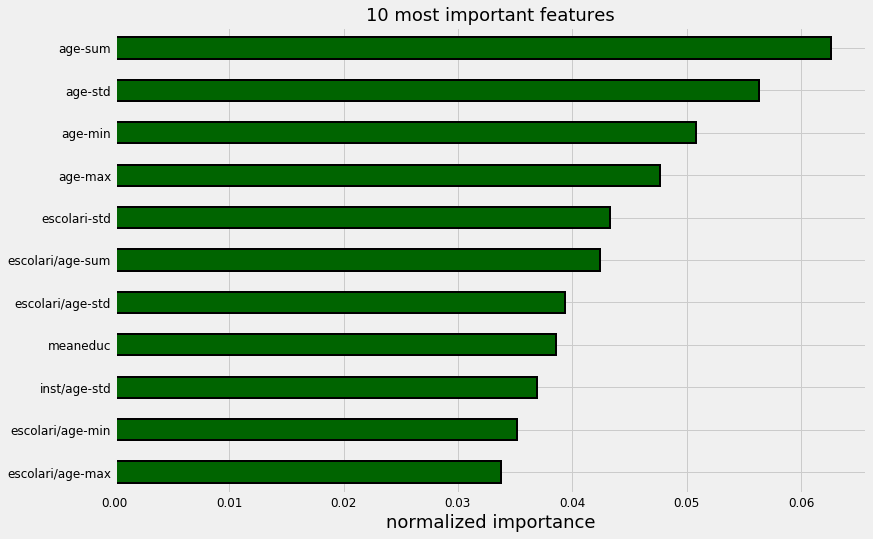 10 most important features
age-sum
age-std
age-min
age-max
escolari-std
escolari/age-sum
escolari/age-std
meaneduc
inst/age-std
escolari/age-min
escolari/age-max
0.00 0.01 0.02 0.03 0.04 0.05 0.06
normalized importance